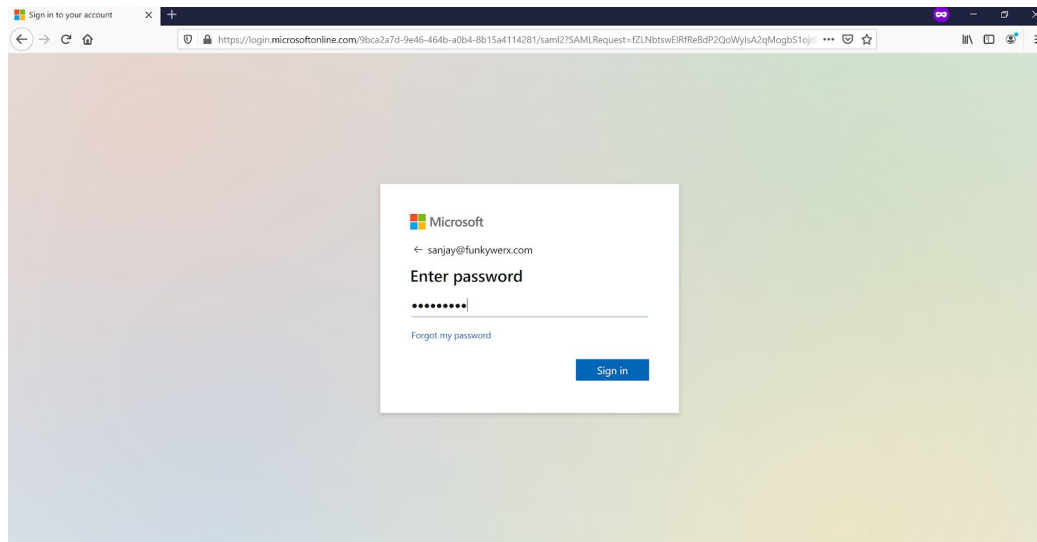 Sign in to your account
https://login.microsoftonline.com/9bca2a7d-9e46-464b-a0b4-8b15a4114281/saml2?SAMLRequest=fZLNbtswEIRfReBdP2QoWylsA2qMogbS1ojd
Microsoft
sanjay@funkywerx.com
Enter password
•••••••••
Forgot my password
Sign in